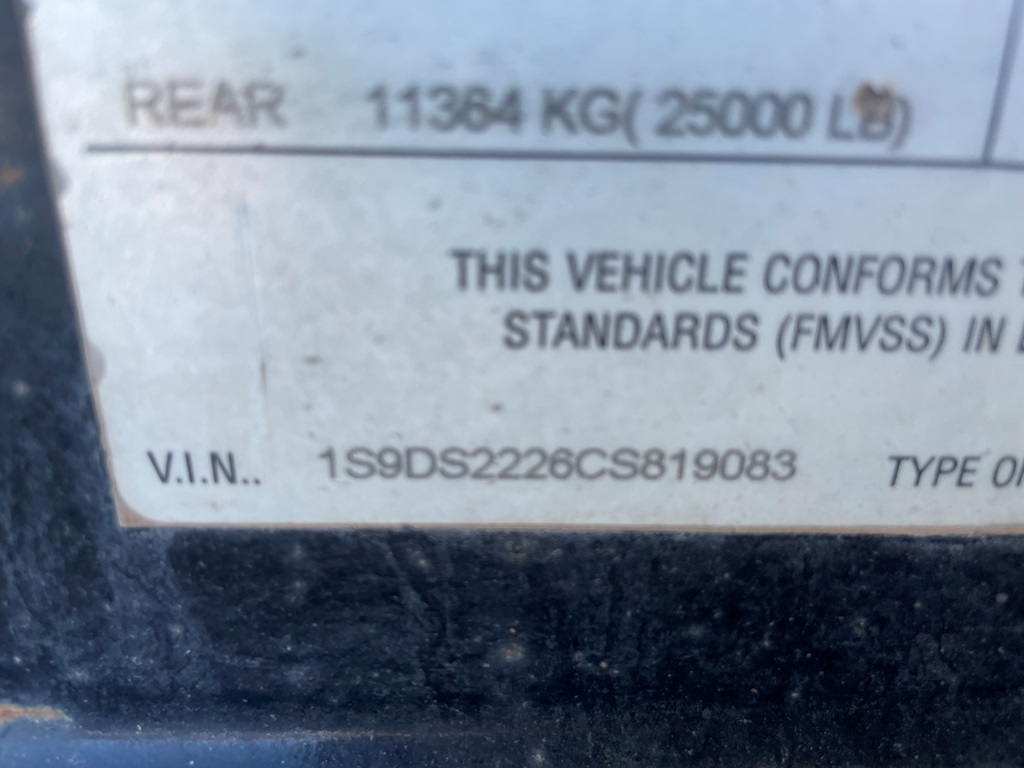 REAR 11364 KG( 25000 LB)
THIS VEHICLE CONFORMS
STANDARDS (FMVSS) IN
V.I.N.. 1S9DS2226CS819083 TYPE